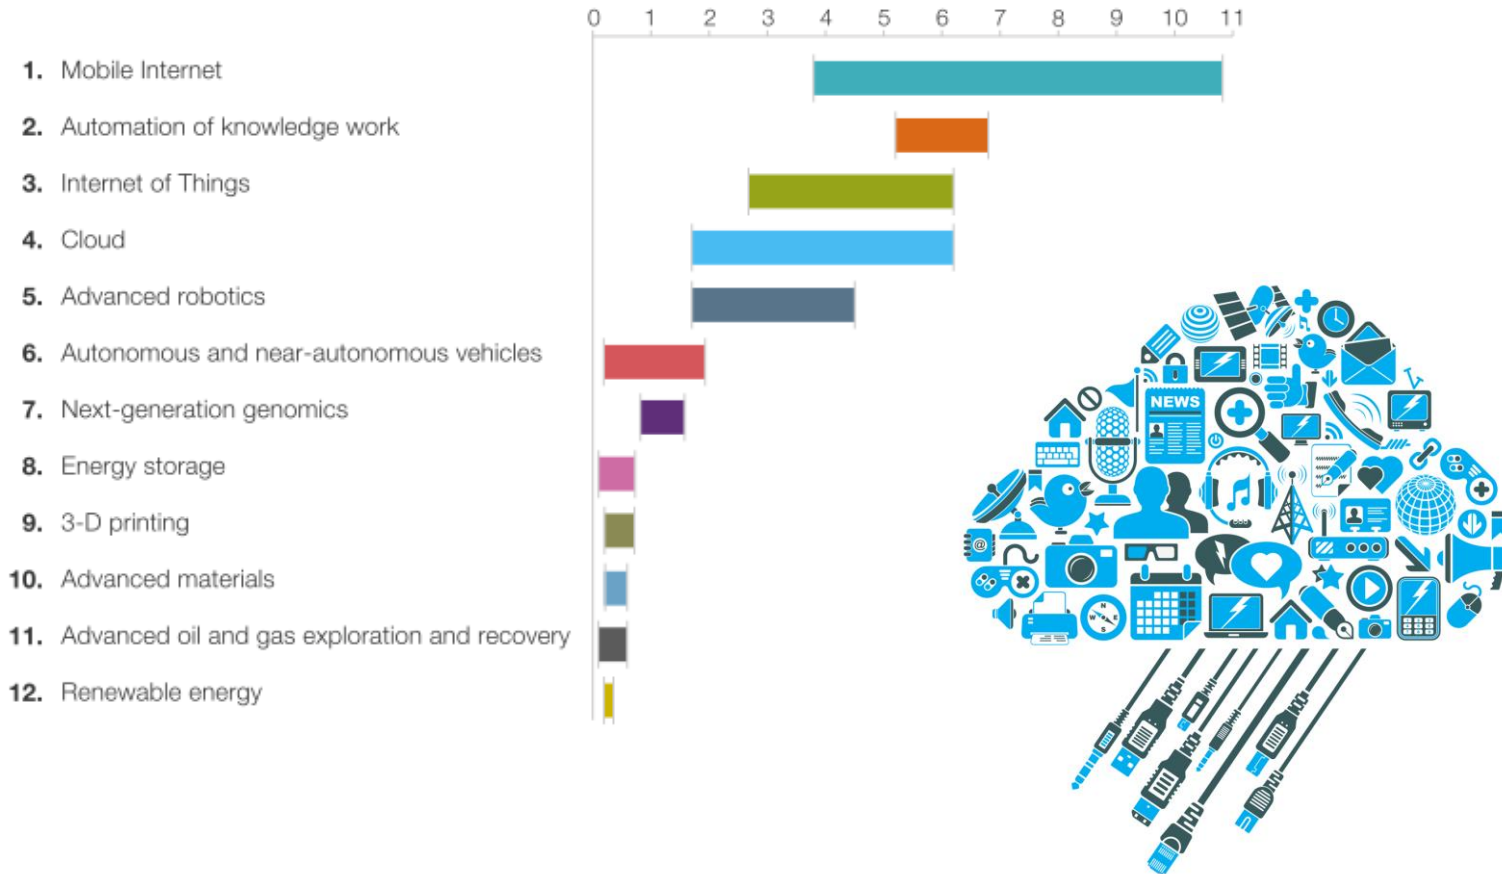 0 1 2 3 4 5 6 7 8 9 10 11
1. Mobile Internet
2. Automation of knowledge work
3. Internet of Things
4. Cloud
5. Advanced robotics
6. Autonomous and near-autonomous vehicles
7. Next-generation genomics
8. Energy storage
9. 3-D printing
10. Advanced materials
11. Advanced oil and gas exploration and recovery
12. Renewable energy
NEWS
@
N
W E
S